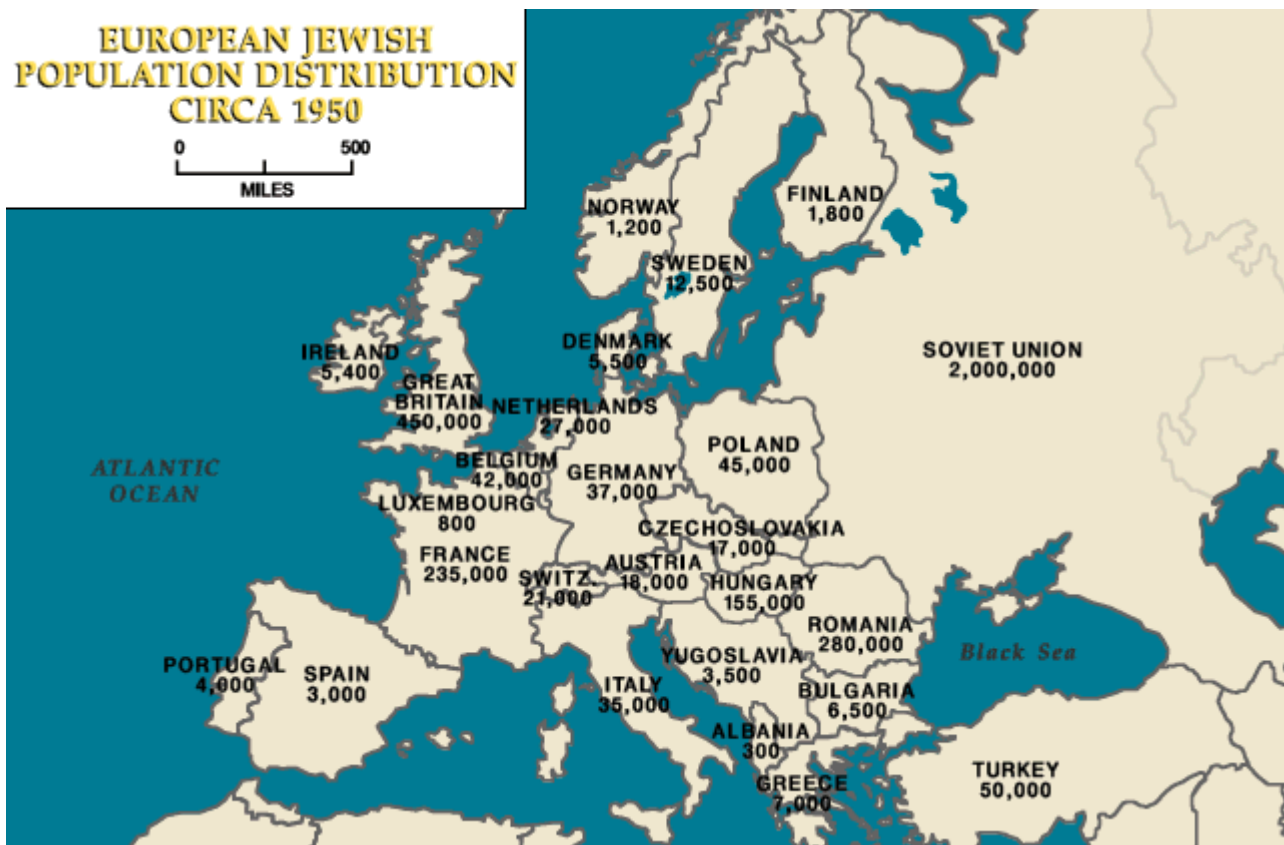 EUROPEAN JEWISH
POPULATION DISTRIBUTION
CIRCA 1950
0 500
MILES
NORWAY
1,200
FINLAND
1,800
SWEDEN
12,500
IRELAND
5,400
DENMARK
5,500
SOVIET UNION
2,000,000
GREAT
BRITAIN
450,000
NETHERLANDS
27,000
POLAND
45,000
ATLANTIC
OCEAN
BELGIUM
42,000
GERMANY
37,000
LUXEMBOURG
800
CZECHOSLOVAKIA
17,000
FRANCE
235,000
SWITZ.
21,000
AUSTRIA
18,000
HUNGARY
155,000
ROMANIA
280,000
Black Sea
PORTUGAL
4,000
SPAIN
3,000
ITALY
35,000
YUGOSLAVIA
3,500
BULGARIA
6,500
ALBANIA
300
GREECE
7,000
TURKEY
50,000